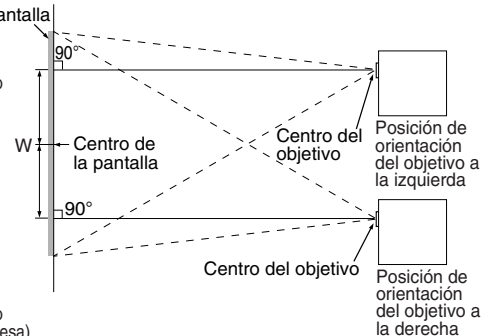 antalla
90°
W
Centro de
la pantalla
Centro del
objetivo
Posición de
orientación
del objetivo a
la izquierda
90°
Centro del objetivo
Posición de
orientación
del objetivo a
la derecha
o
o
esa)